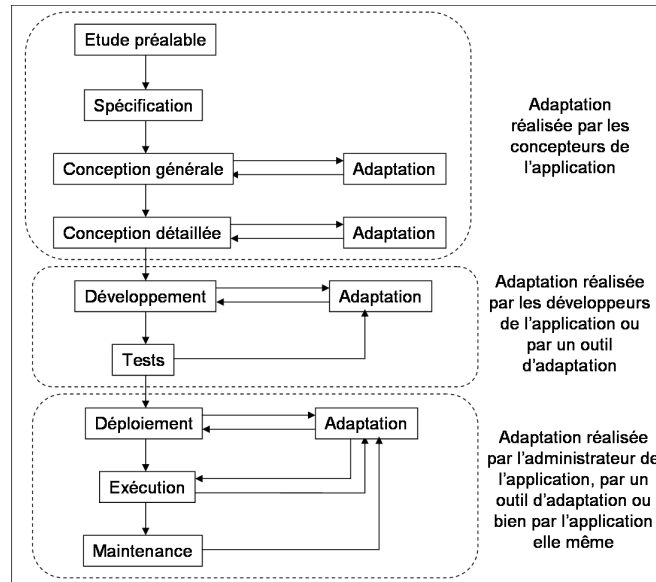 Etude préalable
Spécification
Conception générale
Adaptation
Conception détaillée
Adaptation
Adaptation
réalisée par les
concepteurs de
l'application
Développement
Adaptation
Tests
Adaptation réalisée
par les développeurs
de l'application ou
par un outil
d'adaptation
Déploiement
Adaptation
Exécution
Maintenance
Adaptation réalisée
par l'administrateur de
l'application, par un
outil d'adaptation ou
bien par l'application
elle même